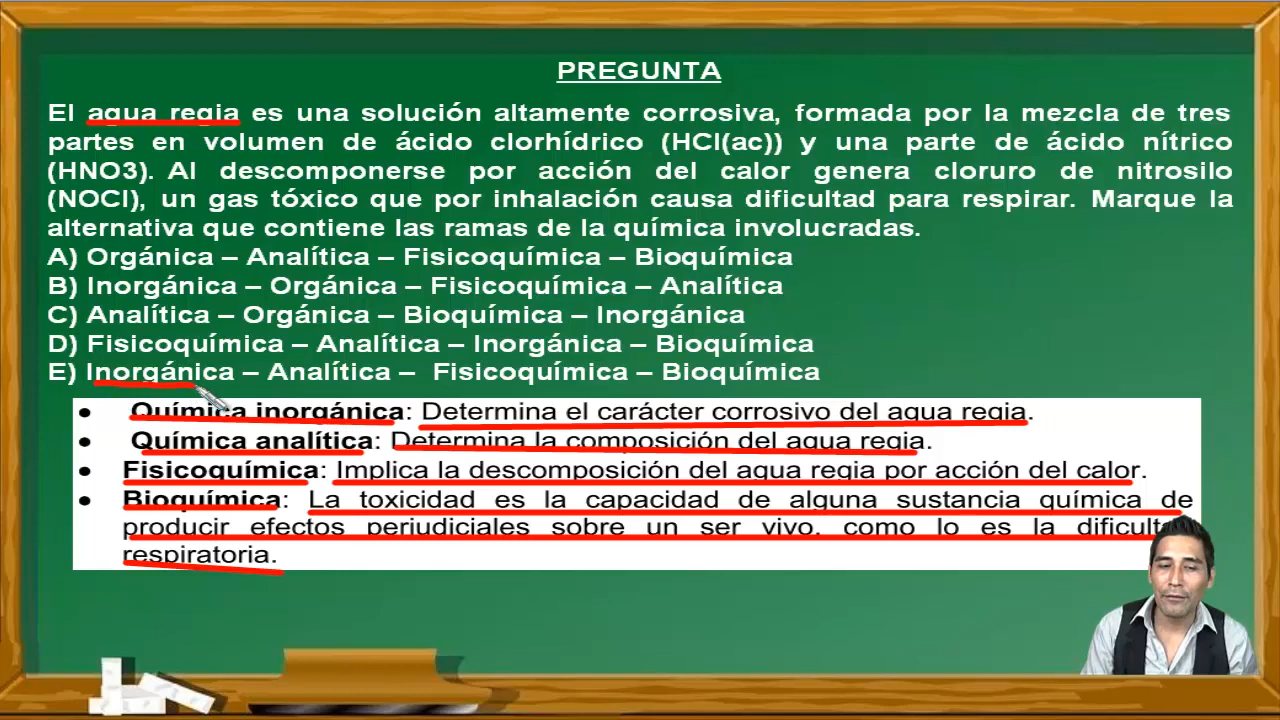 PREGUNTA
El agua regia es una solución altamente corrosiva, formada por la mezcla de tres
partes en volumen de ácido clorhídrico (HCl(ac)) y una parte de ácido nítrico
(HNO3). Al descomponerse por acción del calor genera cloruro de nitrosilo
(NOCl), un gas tóxico que por inhalación causa dificultad para respirar. Marque la
alternativa que contiene las ramas de la química involucradas.
A) Orgánica – Analítica – Fisicoquímica – Bioquímica
B) Inorgánica – Orgánica – Fisicoquímica – Analítica
C) Analítica – Orgánica – Bioquímica – Inorgánica
D) Fisicoquímica – Analítica – Inorgánica – Bioquímica
E) Inorgánica – Analítica – Fisicoquímica – Bioquímica
• Química inorgánica: Determina el carácter corrosivo del agua regia.
• Química analítica: Determina la composición del agua regia.
• Fisicoquímica: Implica la descomposición del agua regia por acción del calor.
• Bioquímica: La toxicidad es la capacidad de alguna sustancia química de
producir efectos perjudiciales sobre un ser vivo, como lo es la
respiratoria.